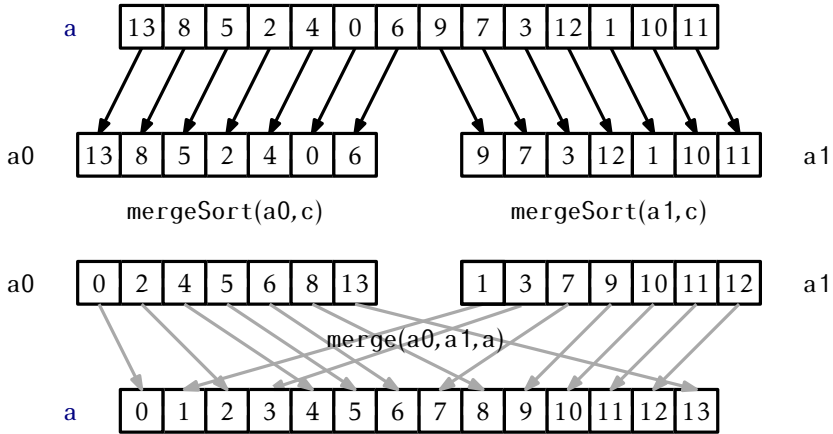 a 13 8 5 2 4 0 6 9 7 3 12 1 10 11
a0 13 8 5 2 4 0 6 9 7 3 12 1 10 11 a1
mergeSort(a0,c) mergeSort(a1,c)
a0 0 2 4 5 6 8 13 1 3 7 9 10 11 12 a1
merge(a0,a1,a)
a 0 1 2 3 4 5 6 7 8 9 10 11 12 13